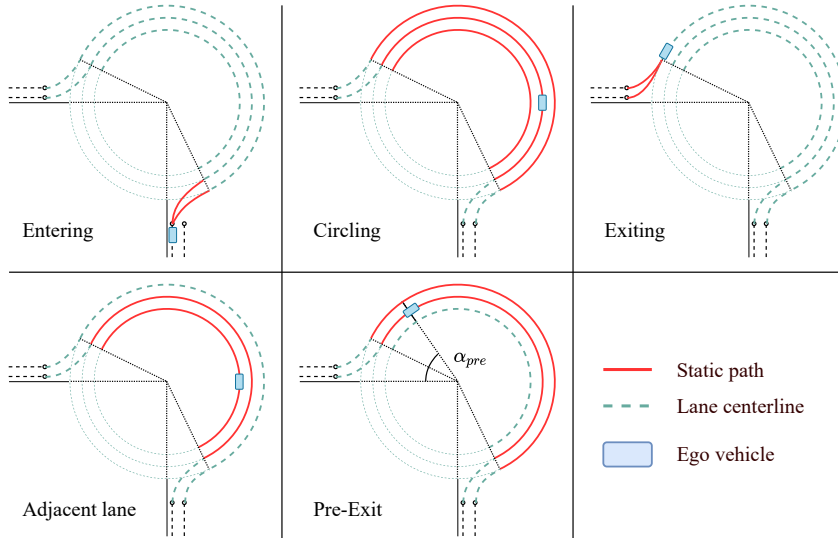 Entering
Circling
Exiting
Adjacent lane
α_pre
Pre-Exit
Static path
Lane centerline
Ego vehicle